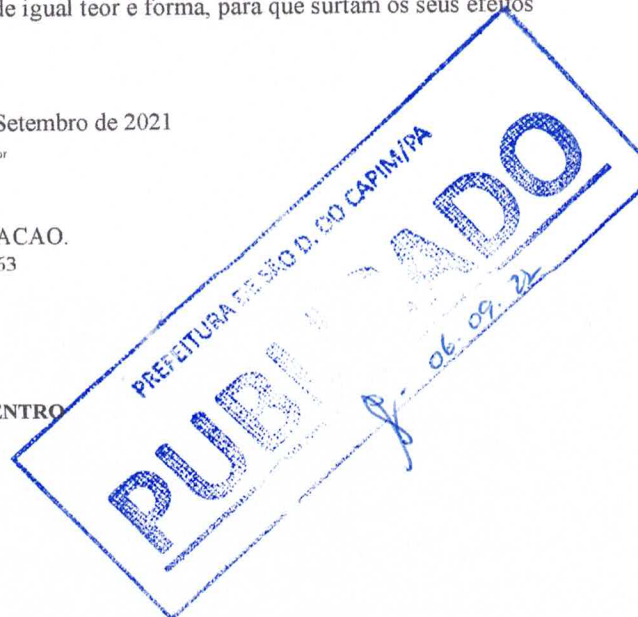 de igual teor e forma, para que surtam os seus efeitos
Setembro de 2021
ACAO.
53
ENTRO
PREFEITURA DE SÃO D. DO CAPIM/PA
PUBLICADO
06.09.21